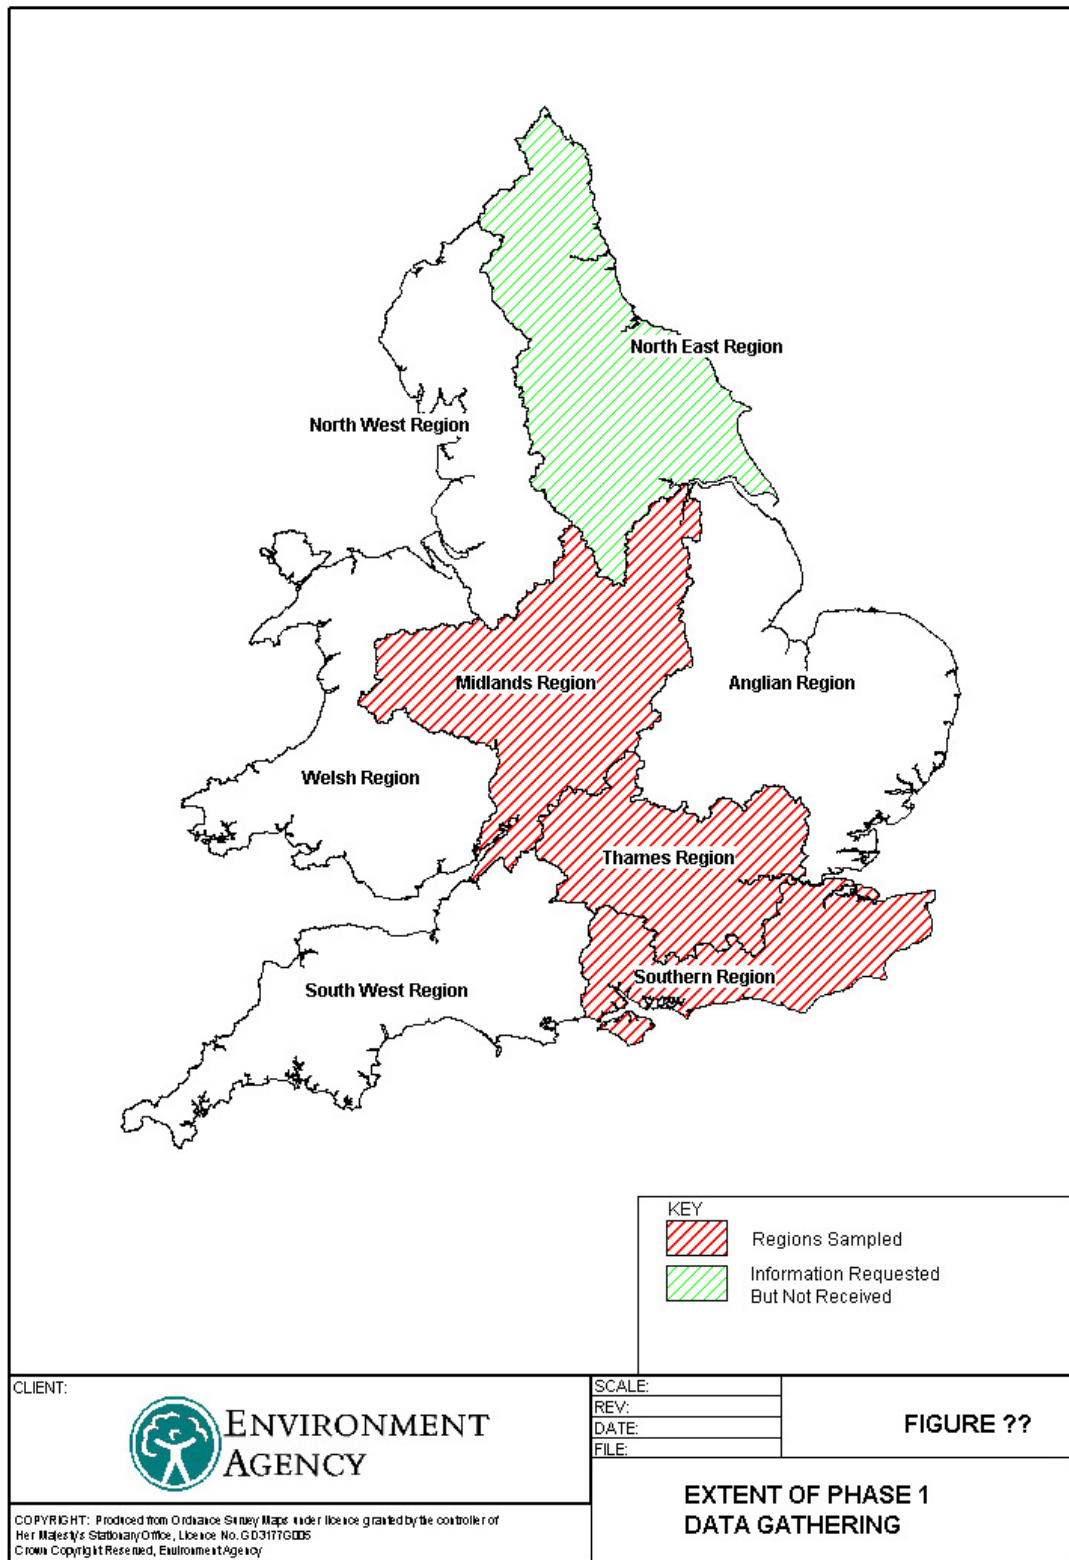 North East Region
North West Region
Midlands Region
Anglian Region
Welsh Region
Thames Region
Southern Region
South West Region
KEY
Regions Sampled
Information Requested
But Not Received
CLIENT:
ENVIRONMENT
AGENCY
SCALE:
REV:
DATE:
FILE:
FIGURE ??
EXTENT OF PHASE 1
DATA GATHERING
COPYRIGHT: Produced from Ordnance Survey Maps under licence granted by the controller of
Her Majesty's Stationary Office, Licence No.
Crown Copyright Reserved, Environment Agency